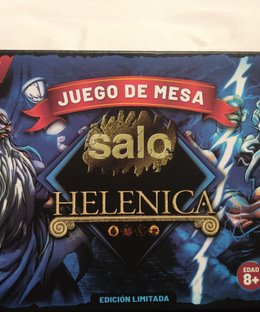 JUEGO DE MESA
salo
HELENICA
EDAD
8+
EDICIÓN LIMITADA